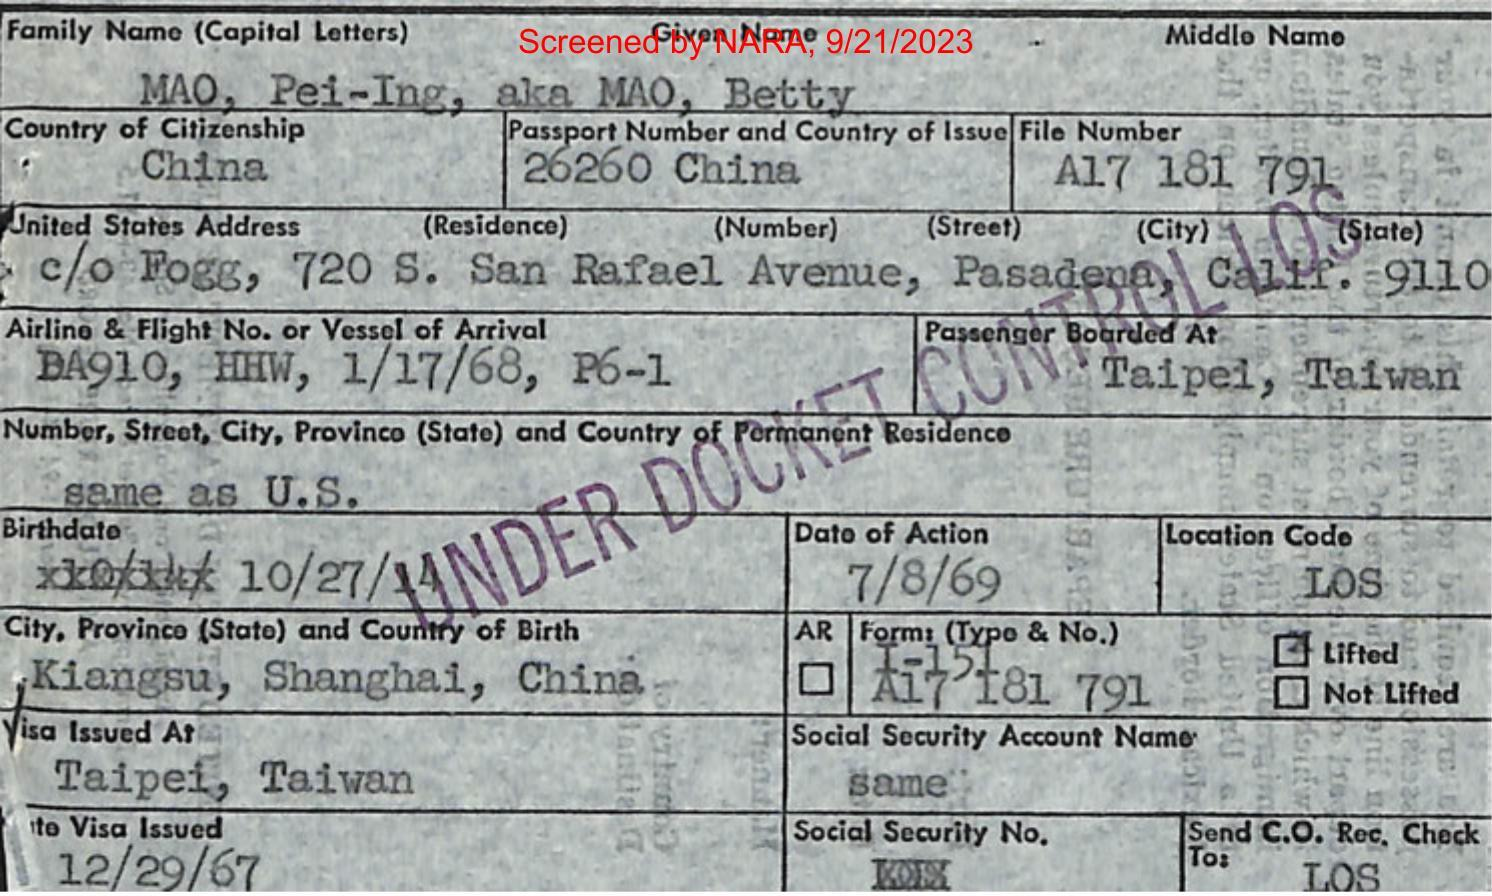 Family Name (Capital Letters) Given Name Middle Name
Screened by NARA, 9/21/2023
MAO, Pei-Ing, aka MAO, Betty
Country of Citizenship Passport Number and Country of Issue File Number
China 26260 China A17 181 791
United States Address (Residence) (Number) (Street) (City) (State)
c/o Fogg, 720 S. San Rafael Avenue, Pasadena, Calif. 9110
Airline & Flight No. or Vessel of Arrival Passenger Boarded At
BA910, HHW, 1/17/68, P6-1 Taipei, Taiwan
Number, Street, City, Province (State) and Country of Permanent Residence
same as U.S.
UNDER DOCKET CONTROL LOS
Birthdate Date of Action Location Code
10/27/14 7/8/69 LOS
City, Province (State) and Country of Birth AR Form: (Type & No.) Lifted
I-151
Kiangsu, Shanghai, China A17 181 791 Not Lifted
Visa Issued At Social Security Account Name
Taipei, Taiwan same
te Visa Issued Social Security No. Send C.O. Rec. Check
To:
12/29/67 LOS